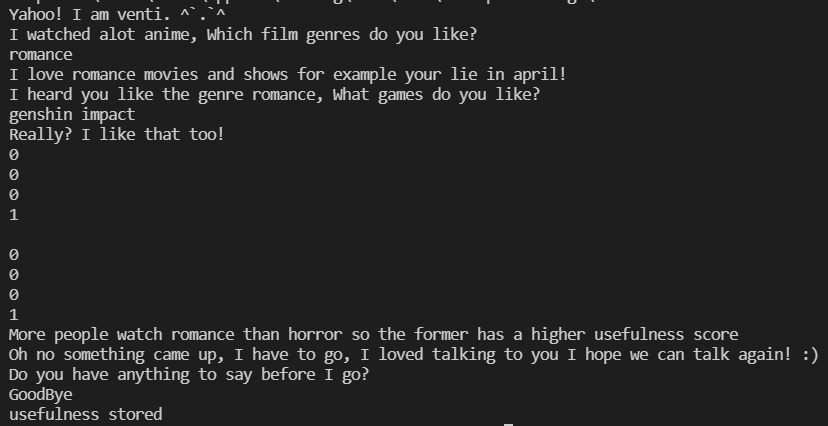 Yahoo! I am venti. ^`.`^
I watched alot anime, Which film genres do you like?
romance
I love romance movies and shows for example your lie in april!
I heard you like the genre romance, What games do you like?
genshin impact
Really? I like that too!
0
0
0
1
0
0
0
1
More people watch romance than horror so the former has a higher usefulness score
Oh no something came up, I have to go, I loved talking to you I hope we can talk again! :)
Do you have anything to say before I go?
GoodBye
usefulness stored